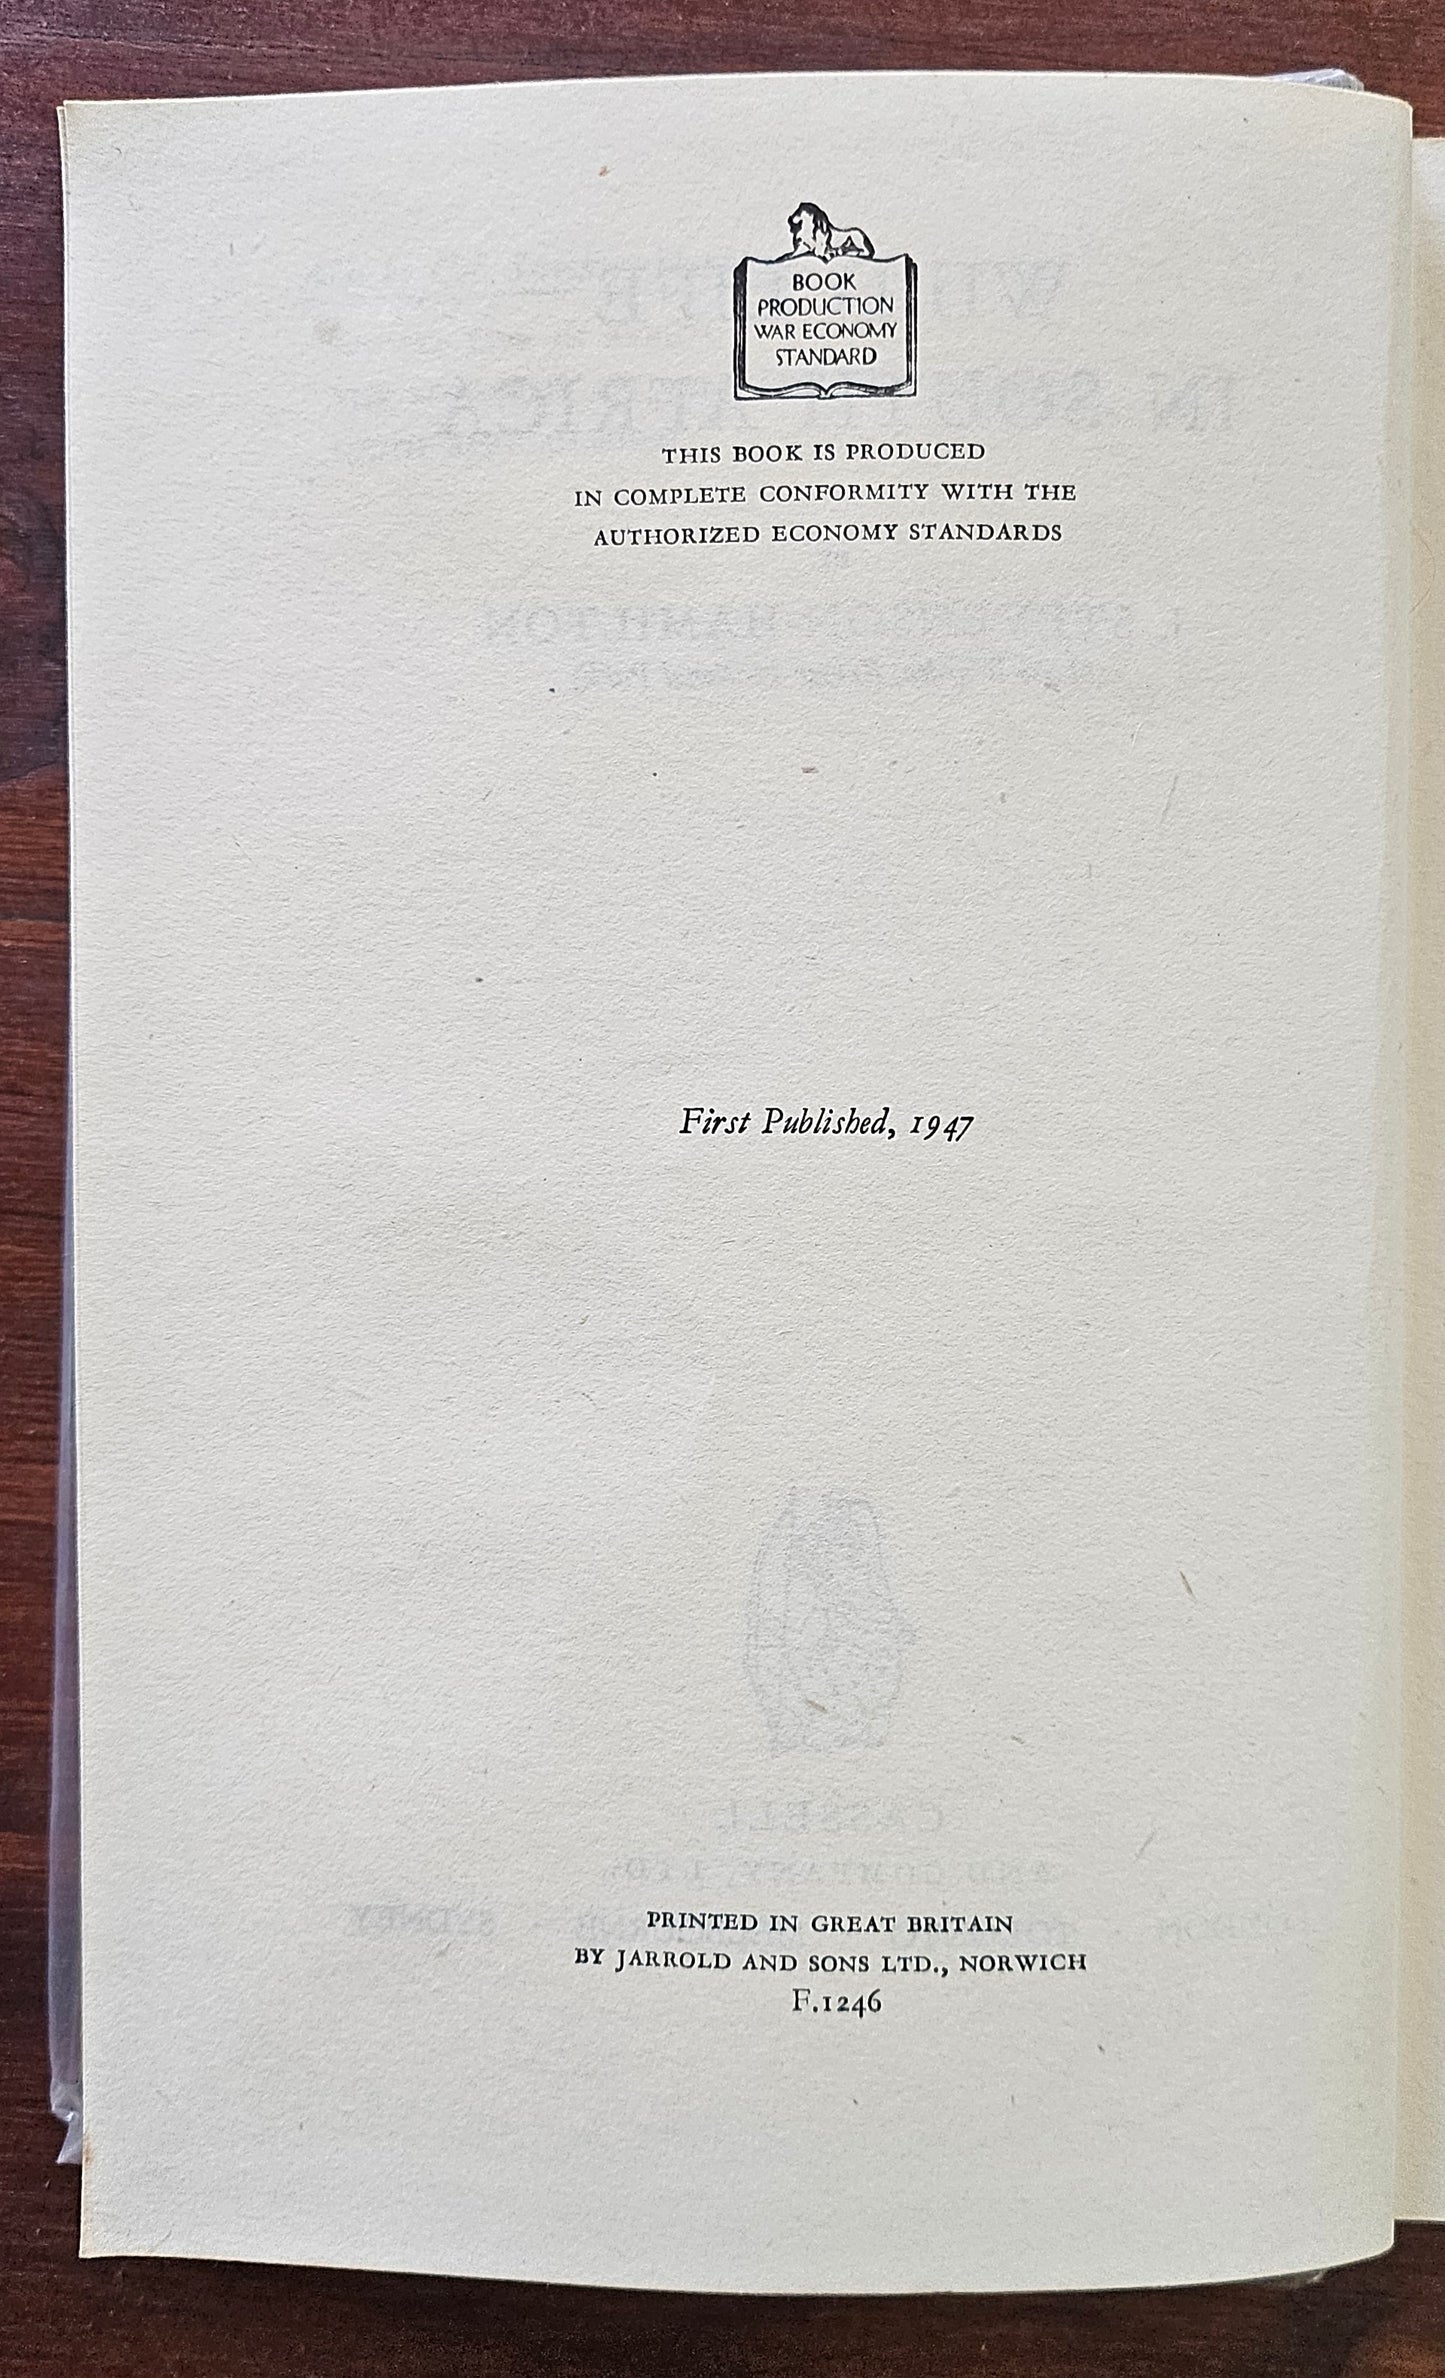 BOOK
PRODUCTION
WAR ECONOMY
STANDARD
THIS BOOK IS PRODUCED
IN COMPLETE CONFORMITY WITH THE
AUTHORIZED ECONOMY STANDARDS
First Published, 1947
PRINTED IN GREAT BRITAIN
BY JARROLD AND SONS LTD., NORWICH
F.1246